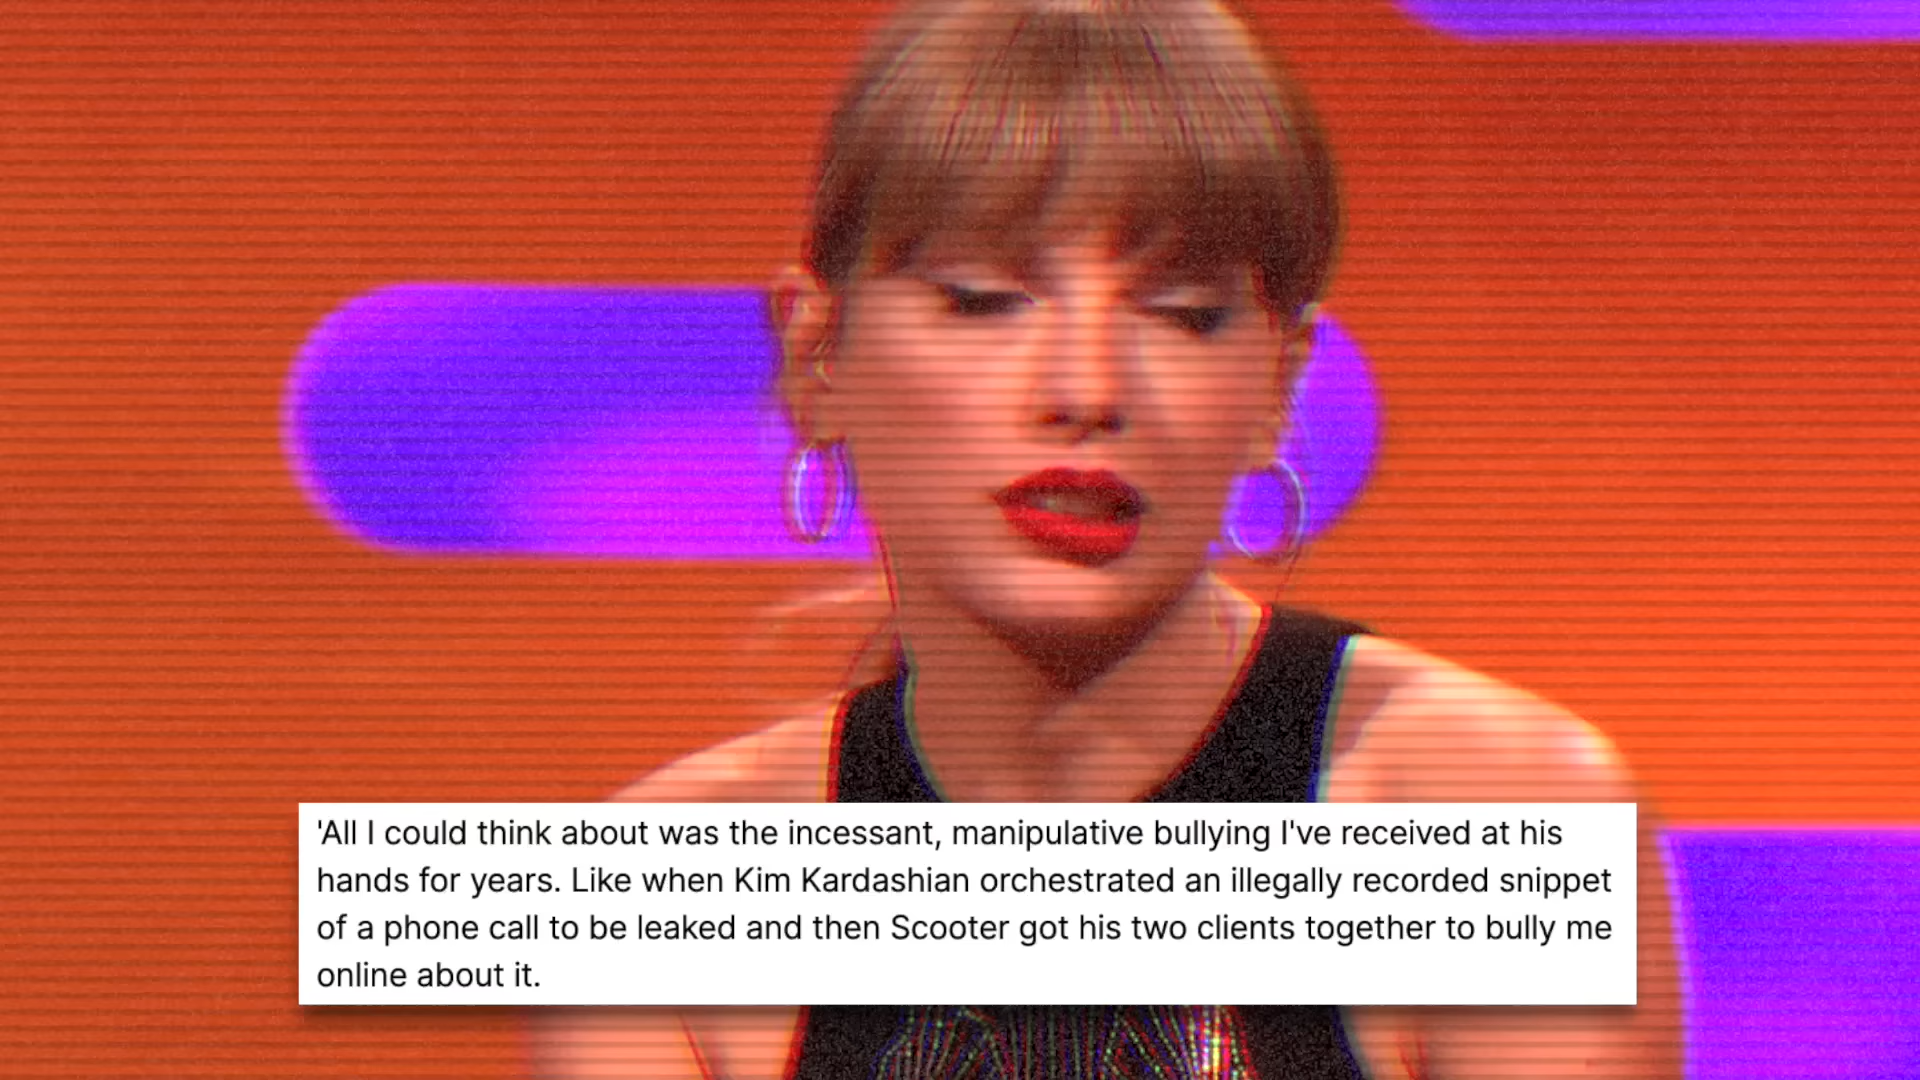 'All I could think about was the incessant, manipulative bullying I've received at his
hands for years. Like when Kim Kardashian orchestrated an illegally recorded snippet
of a phone call to be leaked and then Scooter got his two clients together to bully me
online about it.